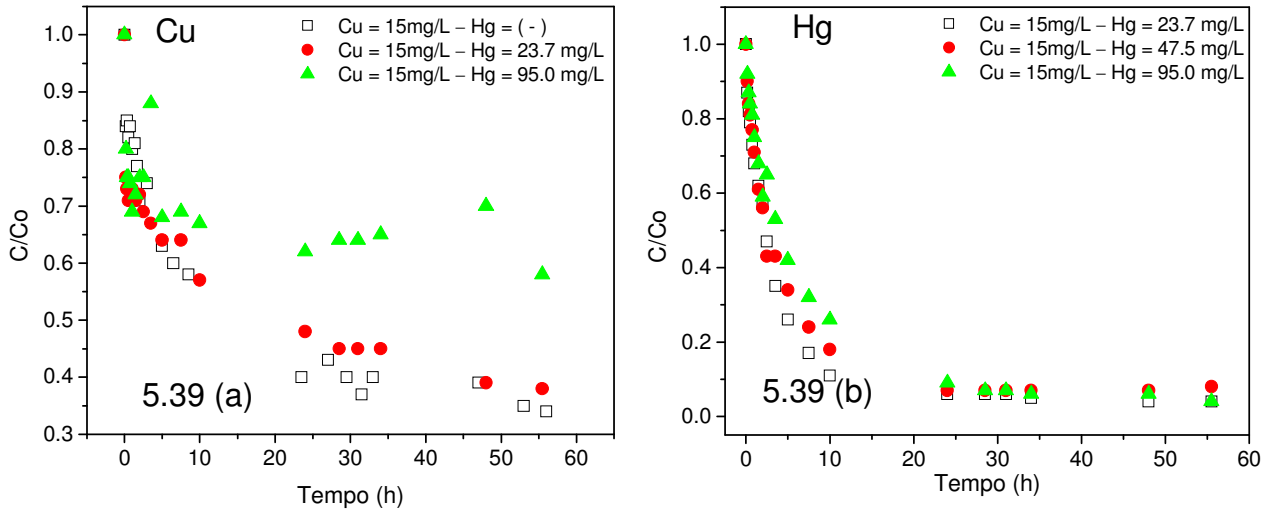 Cu
Cu = 15mg/L – Hg = ( - )
Cu = 15mg/L – Hg = 23.7 mg/L
Cu = 15mg/L – Hg = 95.0 mg/L
1.0
0.9
0.8
0.7
0.6
0.5
0.4
0.3
C/Co
5.39 (a)
0 10 20 30 40 50 60
Tempo (h)
Hg
Cu = 15mg/L – Hg = 23.7 mg/L
Cu = 15mg/L – Hg = 47.5 mg/L
Cu = 15mg/L – Hg = 95.0 mg/L
1.0
0.8
0.6
0.4
0.2
0.0
C/Co
5.39 (b)
0 10 20 30 40 50 60
Tempo (h)